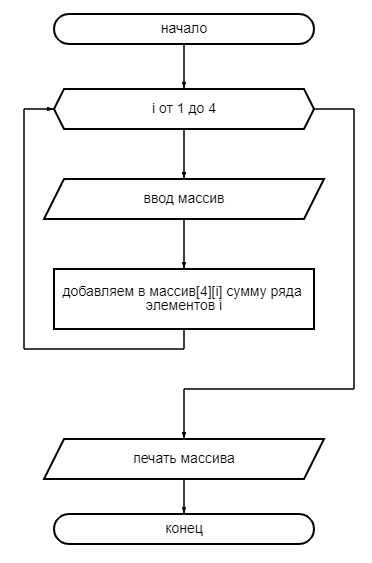 начало
i от 1 до 4
ввод массив
добавляем в массив[4][i] сумму ряда
элементов i
печать массива
конец